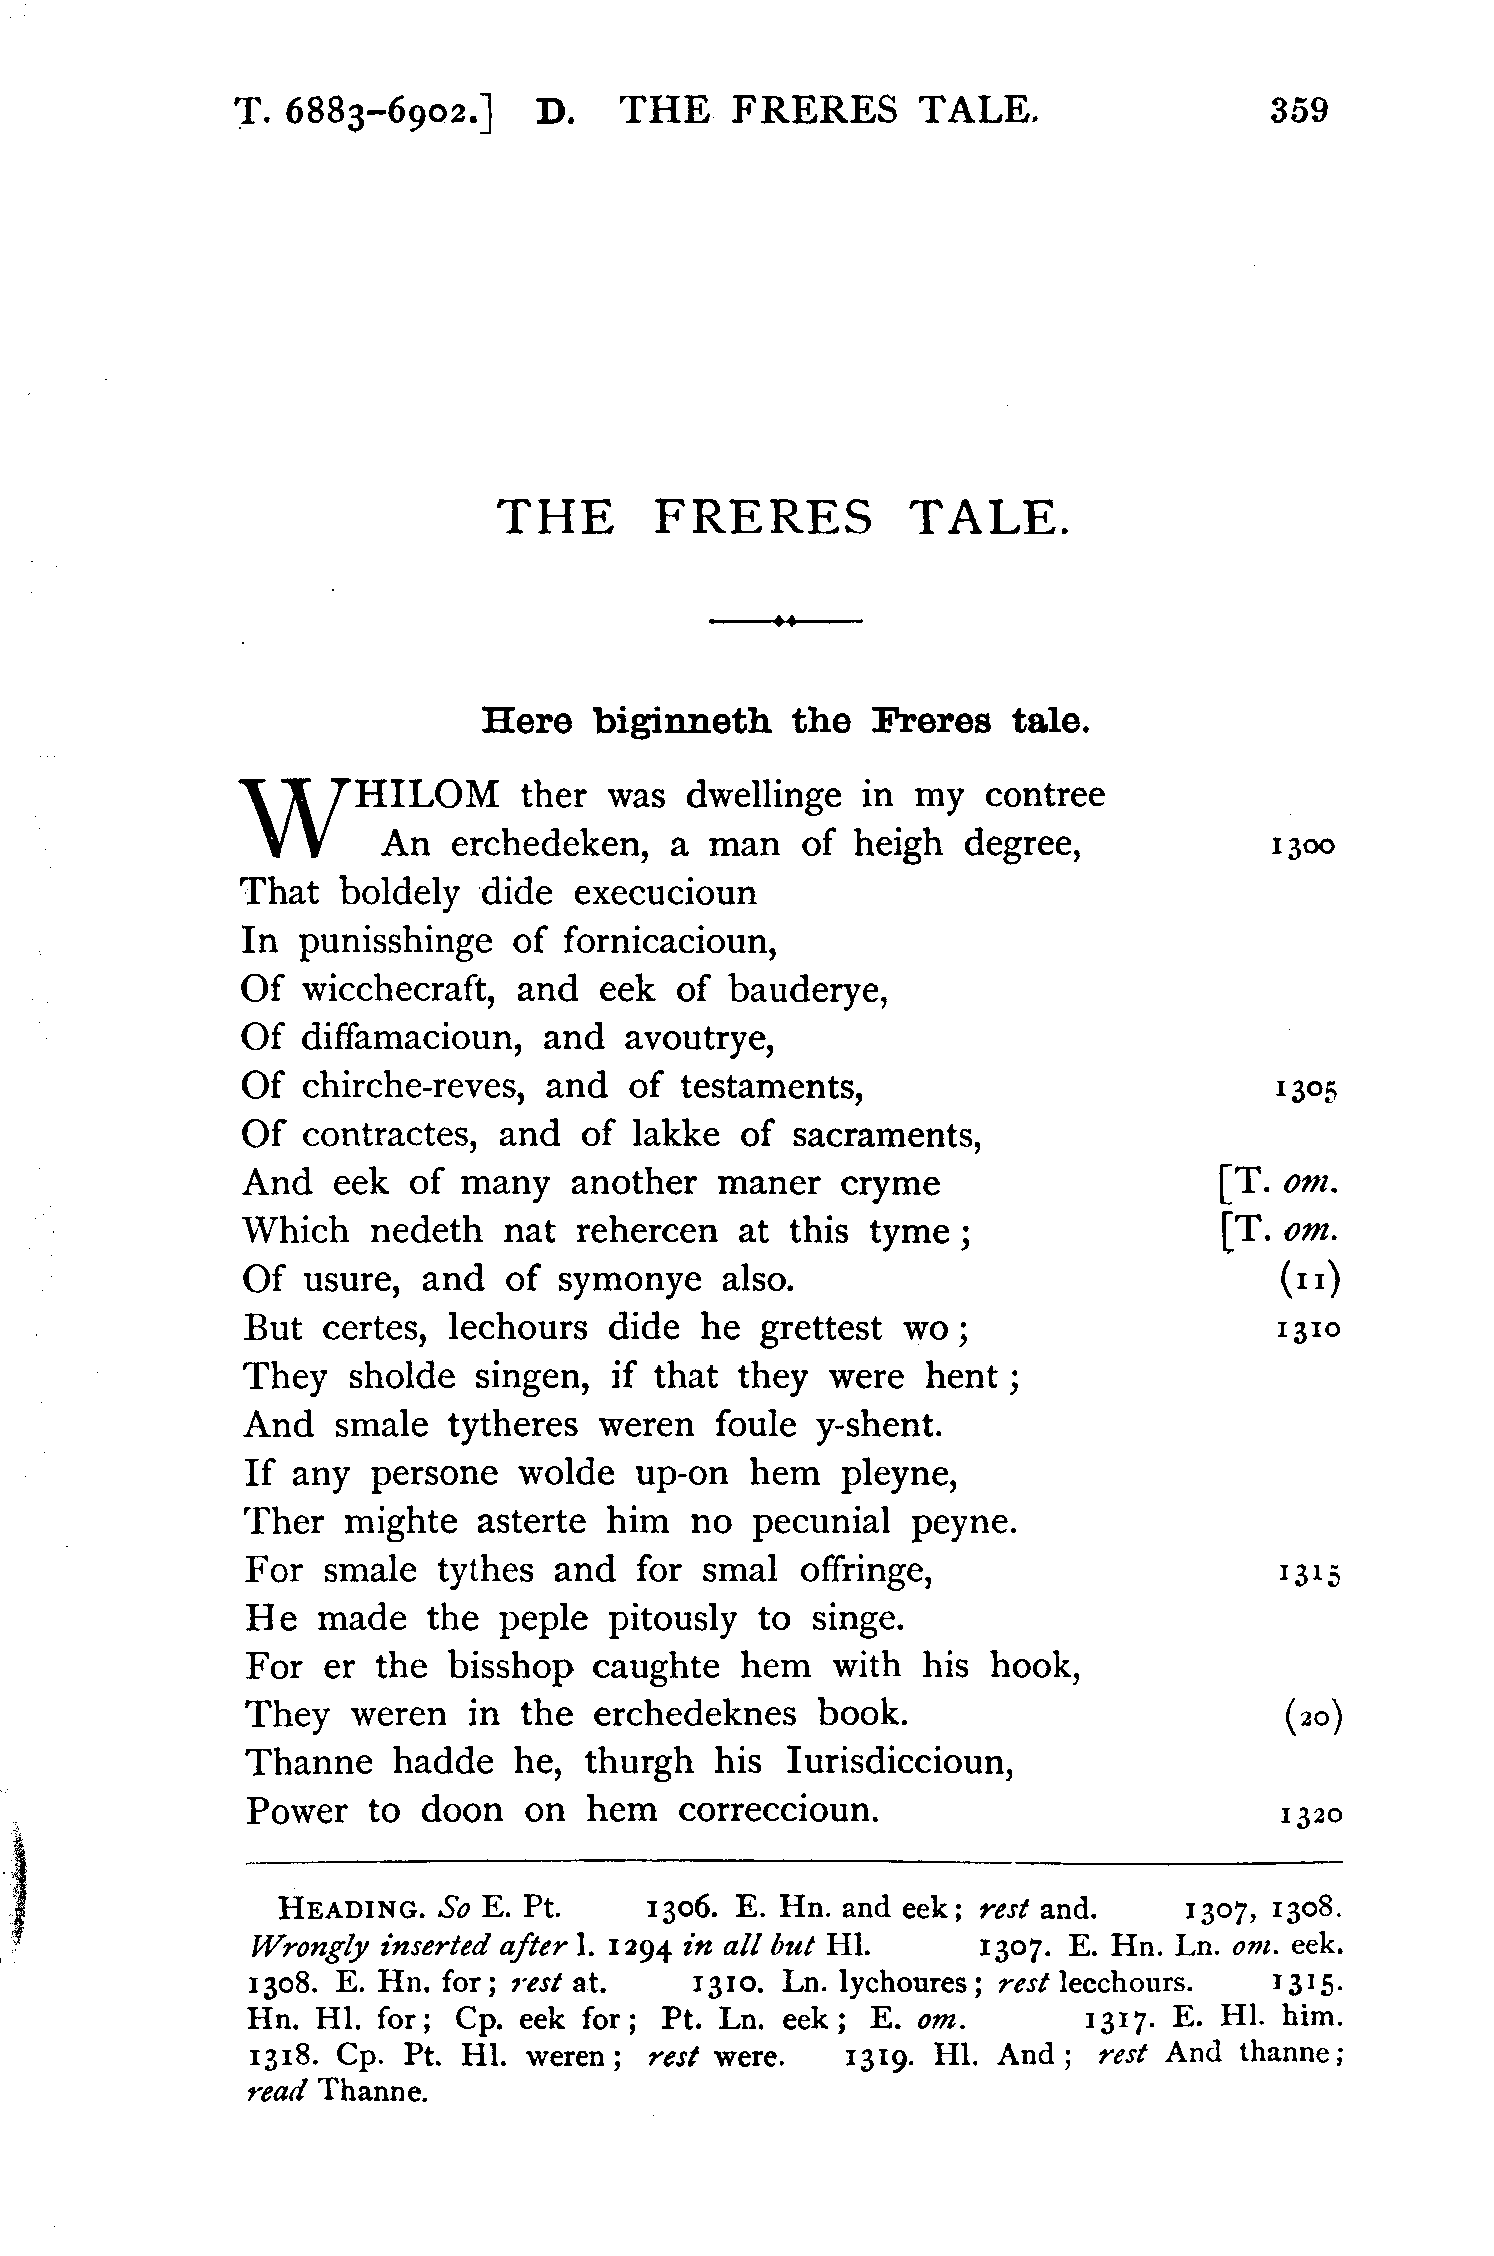 T. 6883-6902.] D. THE FRERES TALE. 359
THE FRERES TALE.
Here biginneth the Freres tale.
WHILOM ther was dwellinge in my contree
An erchedeken, a man of heigh degree, 1300
That boldely dide execucioun
In punisshinge of fornicacioun,
Of wicchecraft, and eek of bauderye,
Of diffamacioun, and avoutrye,
Of chirche-reves, and of testaments, 1305
Of contractes, and of lakke of sacraments,
And eek of many another maner cryme [T. om.
Which nedeth nat rehercen at this tyme ; [T. om.
Of usure, and of symonye also. (11)
But certes, lechours dide he grettest wo ; 1310
They sholde singen, if that they were hent ;
And smale tytheres weren foule y-shent.
If any persone wolde up-on hem pleyne,
Ther mighte asterte him no pecunial peyne.
For smale tythes and for smal offringe, 1315
He made the peple pitously to singe.
For er the bisshop caughte hem with his hook,
They weren in the erchedeknes book. (20)
Thanne hadde he, thurgh his Iurisdiccioun,
Power to doon on hem correccioun. 1320
HEADING. So E. Pt. 1306. E. Hn. and eek ; rest and. 1307, 1308.
Wrongly inserted after l. 1294 in all but Hl. 1307. E. Hn. Ln. om. eek.
1308. E. Hn. for ; rest at. 1310. Ln. lychoures ; rest lecchours. 1315.
Hn. Hl. for ; Cp. eek for ; Pt. Ln. eek ; E. om. 1317. E. Hl. him.
1318. Cp. Pt. Hl. weren ; rest were. 1319. Hl. And ; rest And thanne ;
read Thanne.